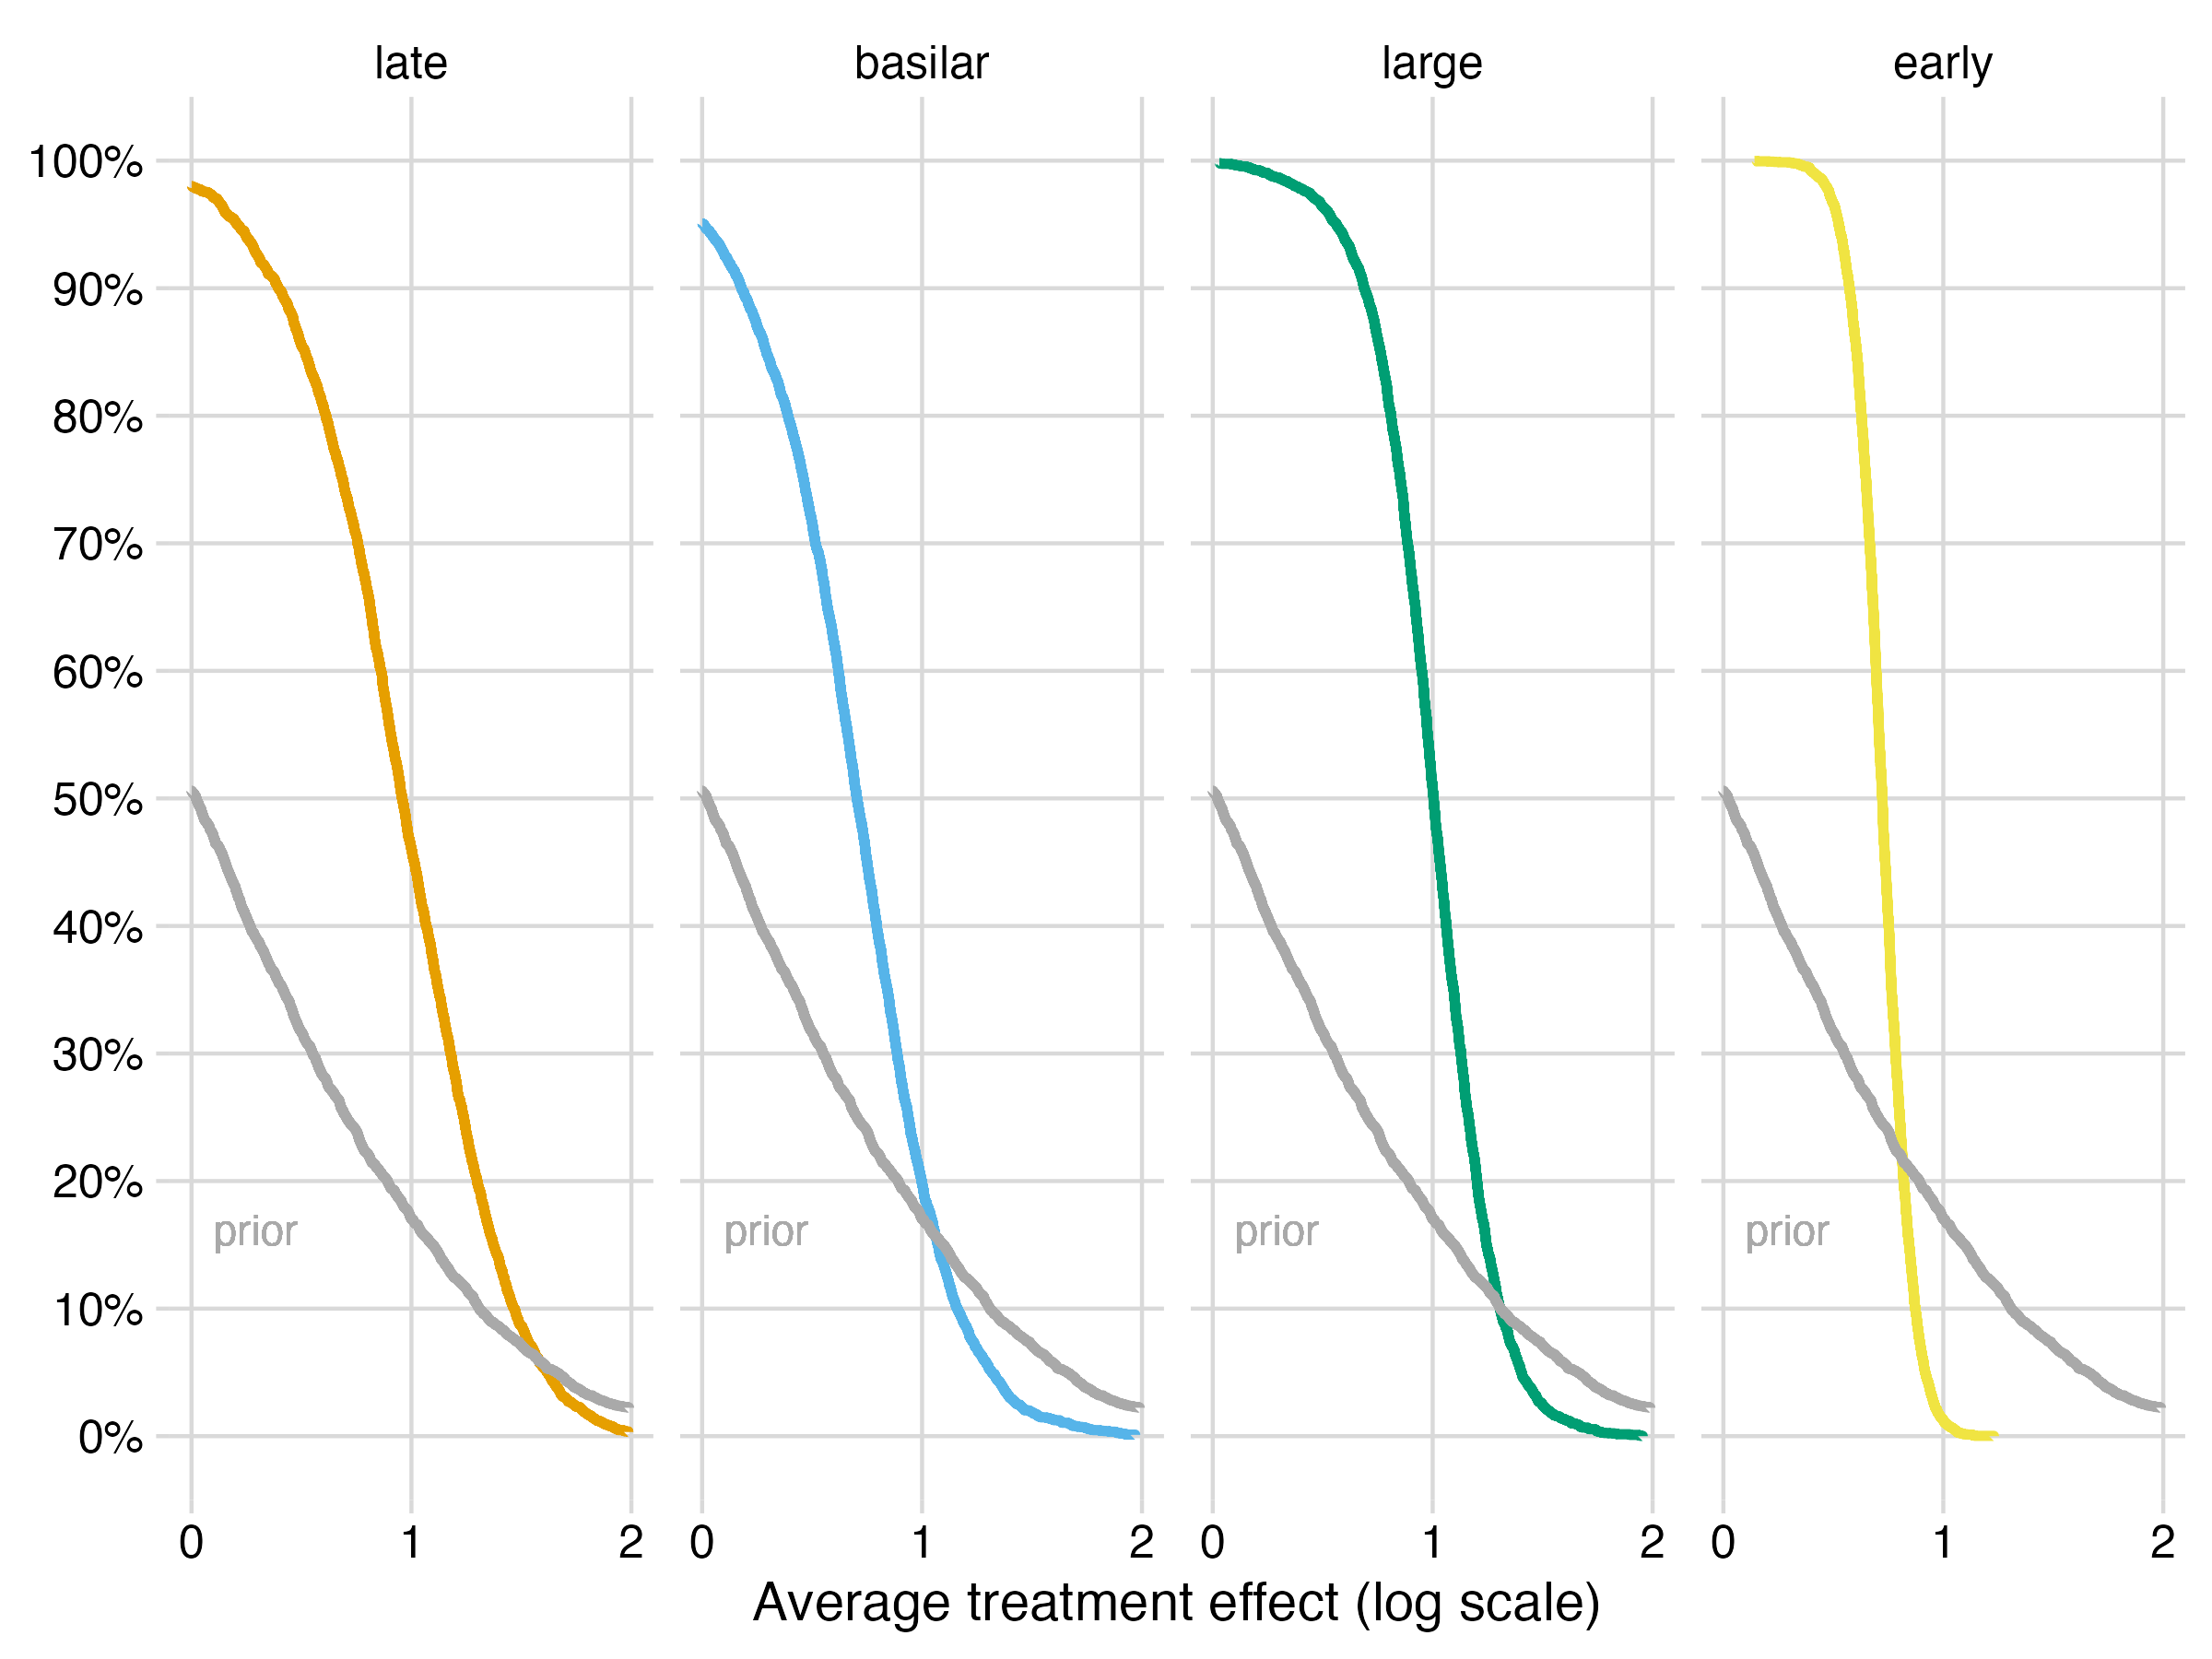 late basilar large early
100%
90%
80%
70%
60%
50%
40%
30%
20%
prior prior prior prior
10%
0%
0 1 2 0 1 2 0 1 2 0 1 2
Average treatment effect (log scale)